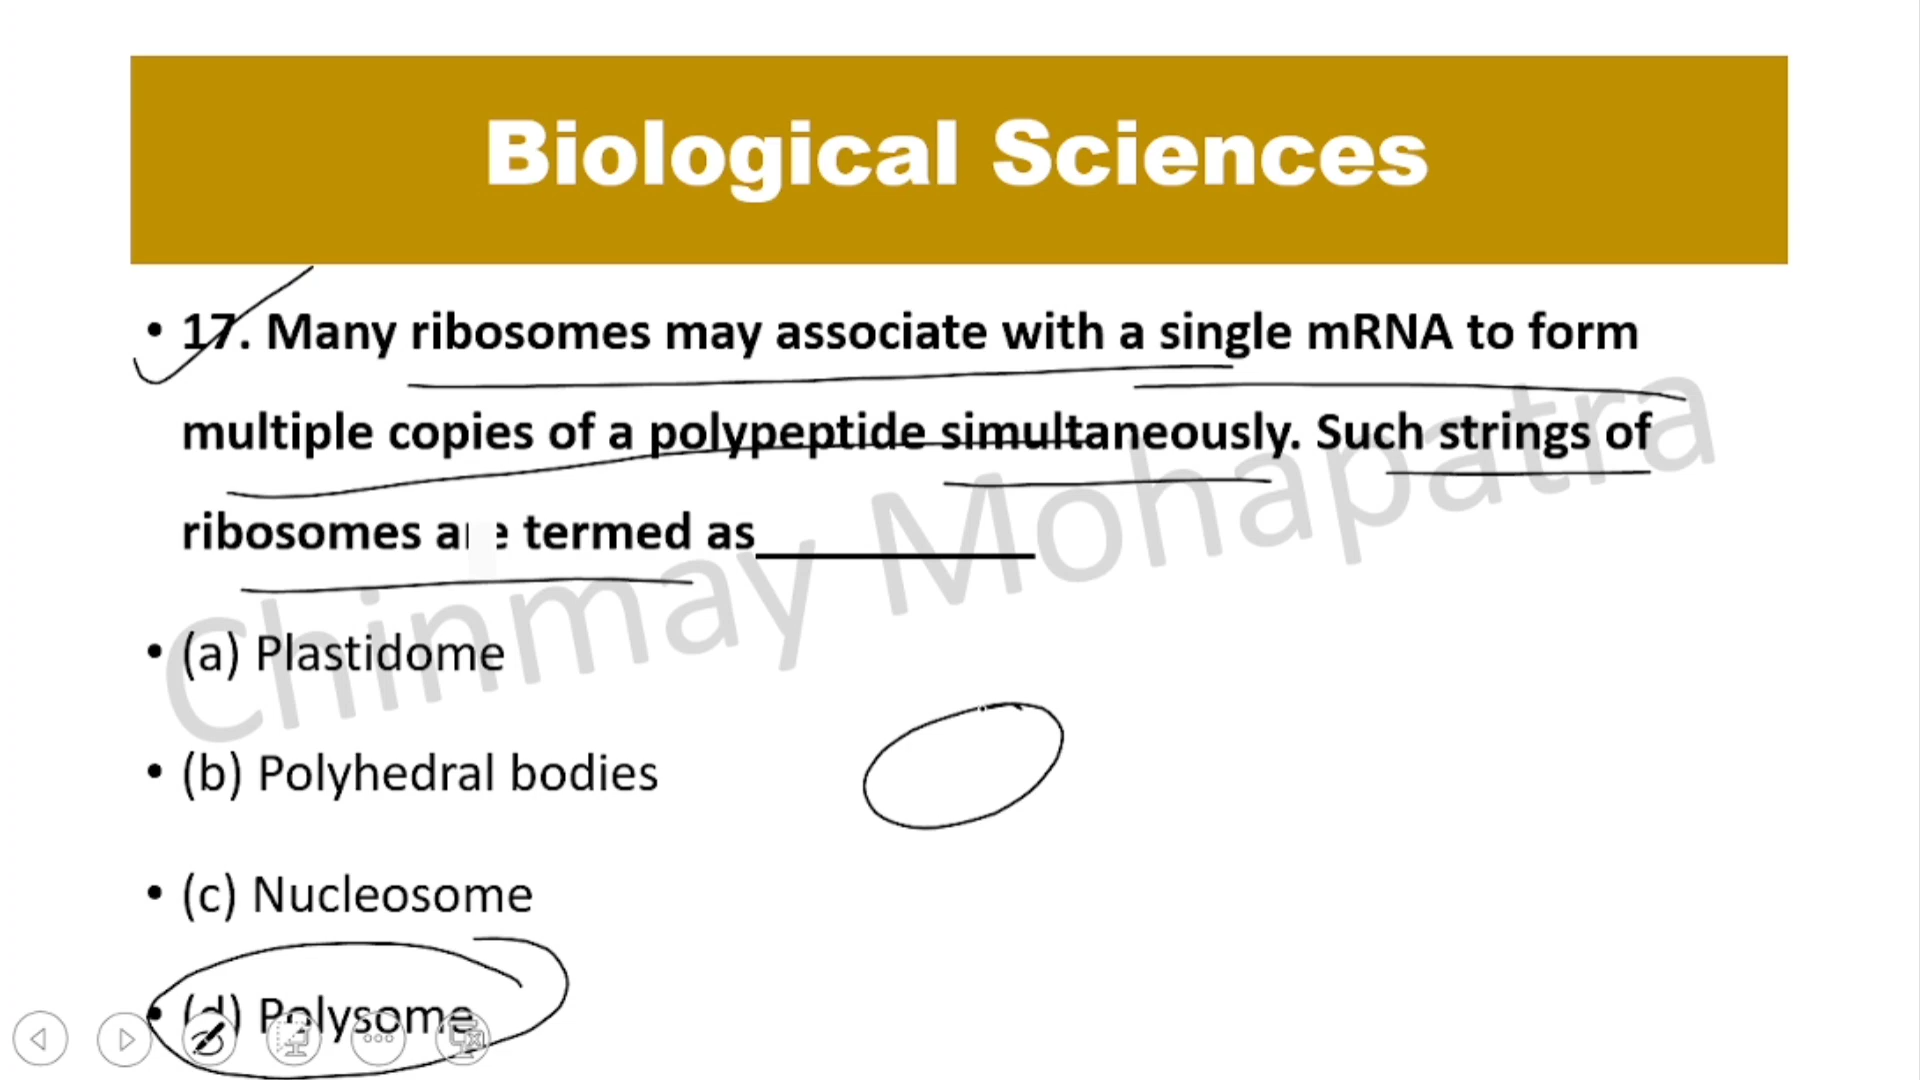 Biological Sciences
• 17. Many ribosomes may associate with a single mRNA to form
multiple copies of a polypeptide simultaneously. Such strings of
ribosomes are termed as____________
• (a) Plastidome
• (b) Polyhedral bodies
• (c) Nucleosome
• (d) Polysome
Chinmay Mohapatra